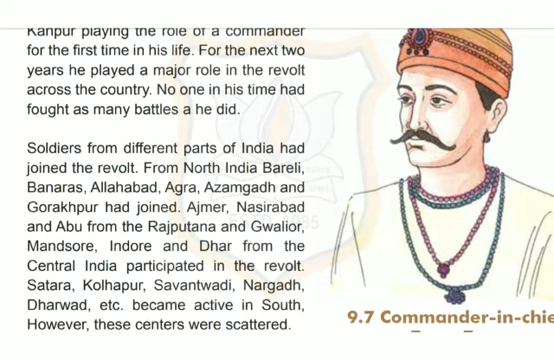 Kanpur playing the role of a commander
for the first time in his life. For the next two
years he played a major role in the revolt
across the country. No one in his time had
fought as many battles a he did.
Soldiers from different parts of India had
joined the revolt. From North India Bareli,
Banaras, Allahabad, Agra, Azamgadh and
Gorakhpur had joined. Ajmer, Nasirabad
and Abu from the Rajputana and Gwalior,
Mandsore, Indore and Dhar from the
Central India participated in the revolt.
Satara, Kolhapur, Savantwadi, Nargadh,
Dharwad, etc. became active in South,
However, these centers were scattered.
9.7 Commander-in-chie